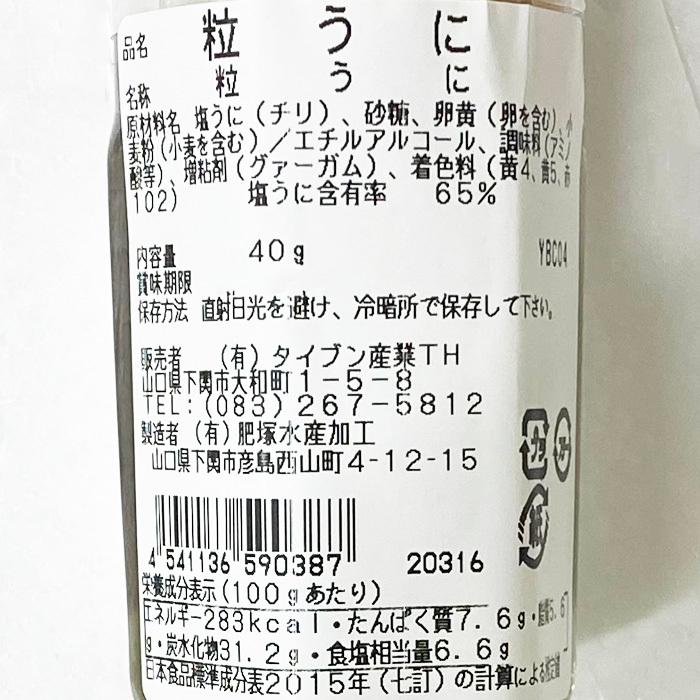 品名 粒うに
名称 粒うに
原材料名 塩うに(チリ)、砂糖、卵黄(卵を含む)、小
麦粉(小麦を含む)/エチルアルコール、調味料(アミノ
酸等)、増粘剤(グァーガム)、着色料(黄4、黄5、赤
102) 塩うに含有率 65%
内容量 40g YBC04
賞味期限
保存方法 直射日光を避け、冷暗所で保存して下さい。
販売者 (有)タイブン産業TH
山口県下関市大和町1-5-8
TEL:(083)267-5812
製造者 (有)肥塚水産加工
山口県下関市彦島西山町4-12-15
プラ
紙
4 541136 590387 20316
栄養成分表示(100gあたり)
エネルギー283kcal・たんぱく質7.6g・脂質5.6
g・炭水化物31.2g・食塩相当量6.6g
日本食品標準成分表2015年(七訂)の計算による推定値